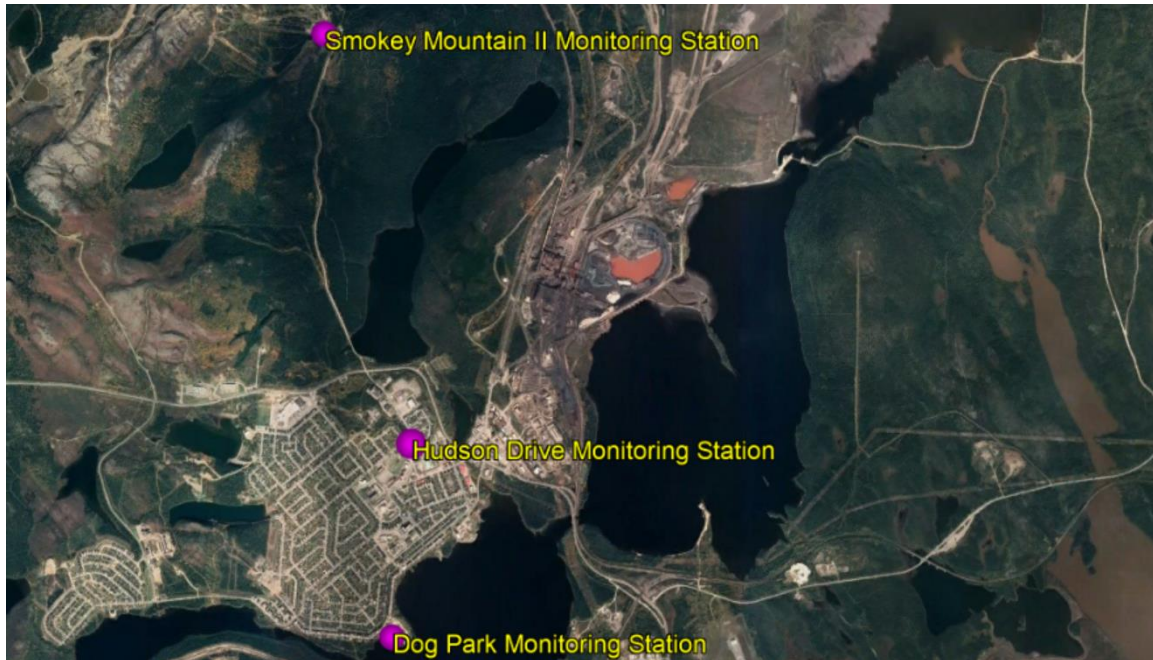 Smokey Mountain II Monitoring Station
Hudson Drive Monitoring Station
Dog Park Monitoring Station